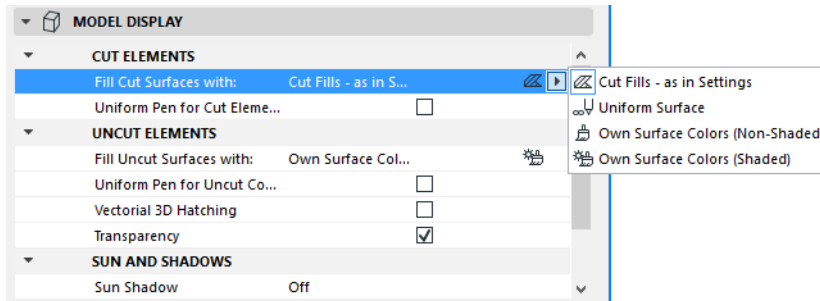 MODEL DISPLAY
CUT ELEMENTS
Fill Cut Surfaces with: Cut Fills - as in S...
Uniform Pen for Cut Eleme...
UNCUT ELEMENTS
Fill Uncut Surfaces with: Own Surface Col...
Uniform Pen for Uncut Co...
Vectorial 3D Hatching
Transparency
SUN AND SHADOWS
Sun Shadow Off
Cut Fills - as in Settings
Uniform Surface
Own Surface Colors (Non-Shaded
Own Surface Colors (Shaded)